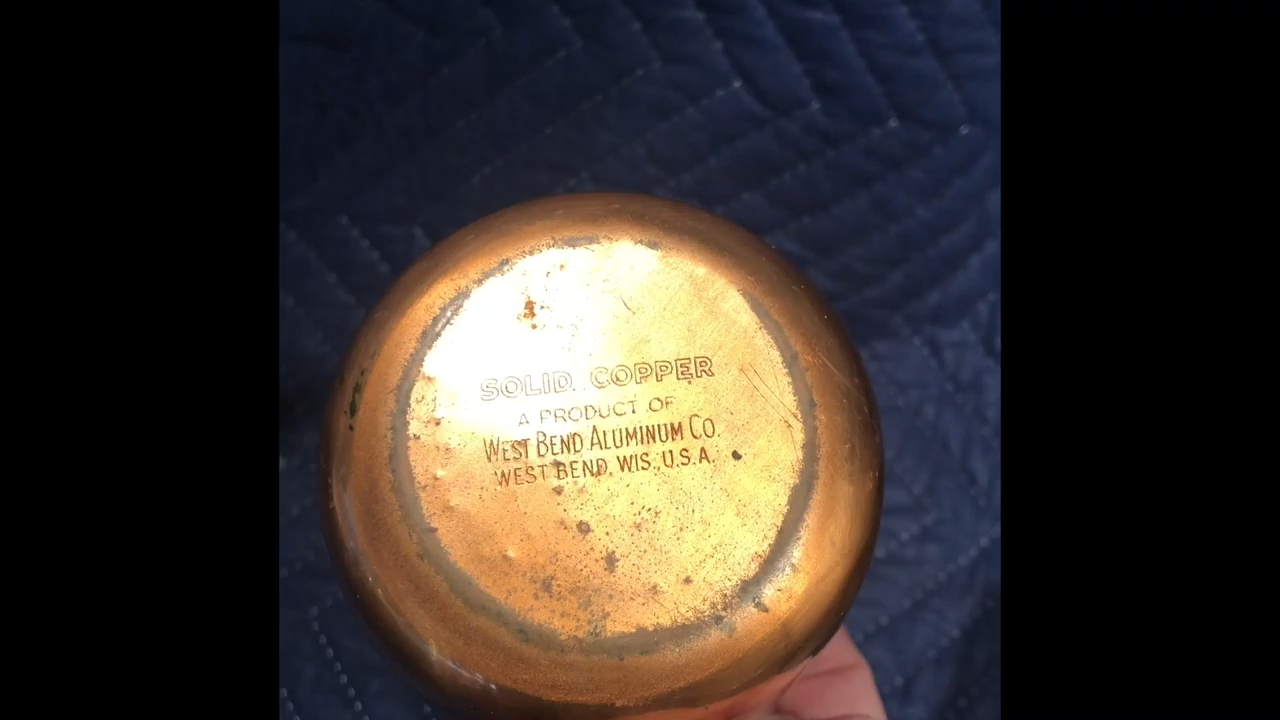 SOLID COPPER
A PRODUCT OF
WEST BEND ALUMINUM CO.
WEST BEND, WIS., U.S.A.